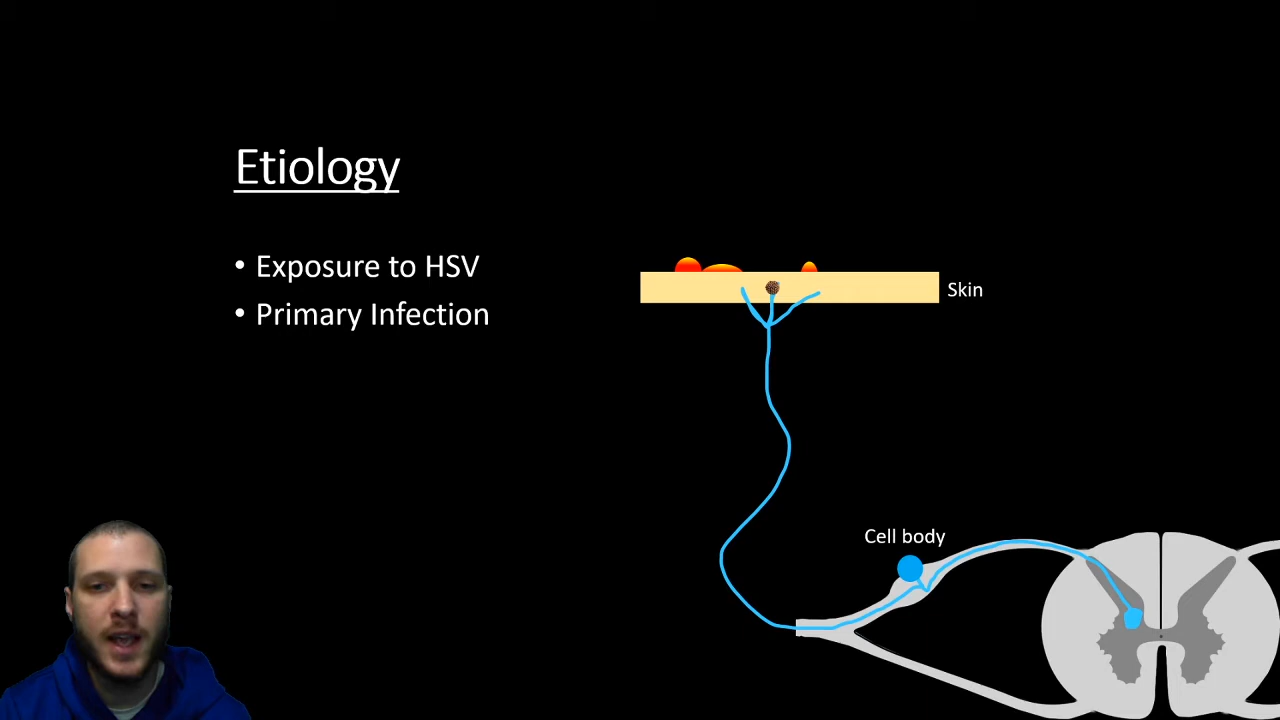 Etiology
• Exposure to HSV
• Primary Infection
Skin
Cell body